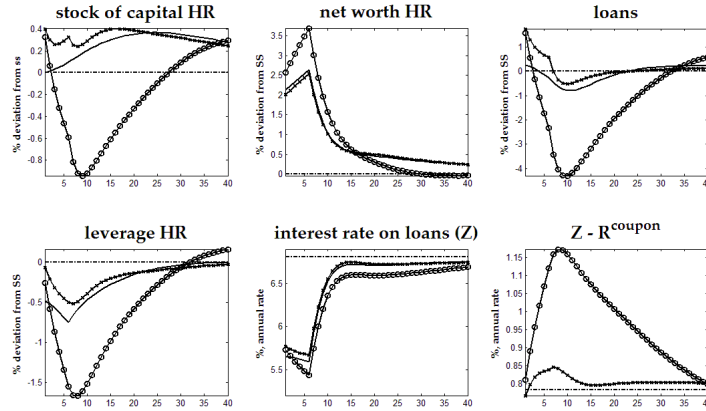 stock of capital HR
net worth HR
loans
% deviation from ss
0.4
0.2
0
-0.2
-0.4
-0.6
-0.8
5 10 15 20 25 30 35 40
% deviation from SS
3.5
3
2.5
2
1.5
1
0.5
0
5 10 15 20 25 30 35 40
% deviation from SS
1
0
-1
-2
-3
-4
5 10 15 20 25 30 35 40
leverage HR
interest rate on loans (Z)
Z - R^coupon
% deviation from SS
0
-0.5
-1
-1.5
5 10 15 20 25 30 35 40
%, annual rate
6.5
6
5.5
5 10 15 20 25 30 35 40
%, annual rate
1.15
1.1
1.05
1
0.95
0.9
0.85
0.8
5 10 15 20 25 30 35 40